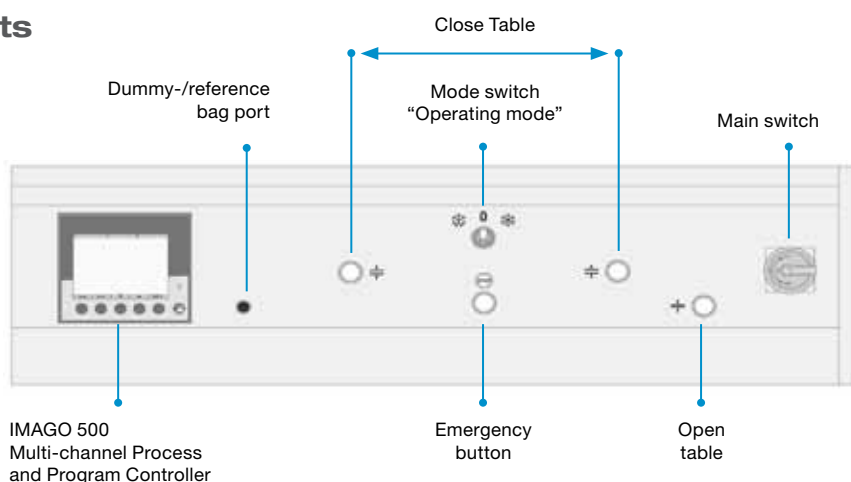 ts
Close Table
Dummy-/reference
bag port
Mode switch
“Operating mode”
Main switch
0
IMAGO 500
Multi-channel Process
and Program Controller
Emergency
button
Open
table